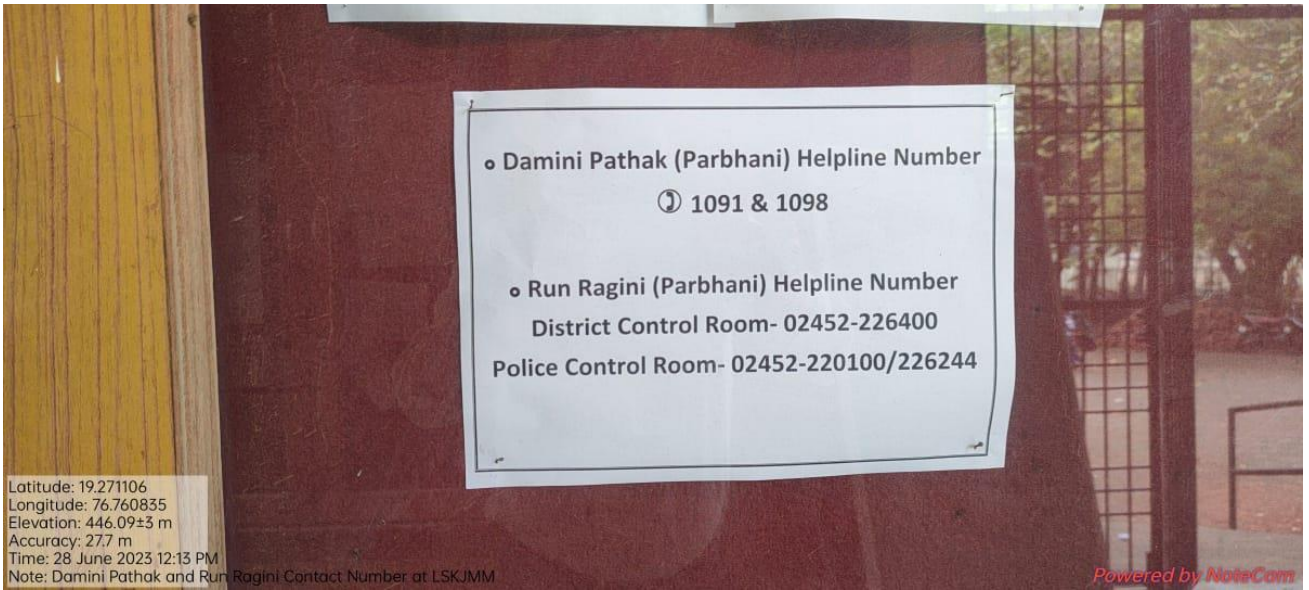 o Damini Pathak (Parbhani) Helpline Number
✆ 1091 & 1098
o Run Ragini (Parbhani) Helpline Number
District Control Room- 02452-226400
Police Control Room- 02452-220100/226244
Latitude: 19.271106
Longitude: 76.760835
Elevation: 446.09±3 m
Accuracy: 27.7 m
Time: 28 June 2023 12:13 PM
Note: Damini Pathak and Run Ragini Contact Number at LSKJMM
Powered by NoteCam